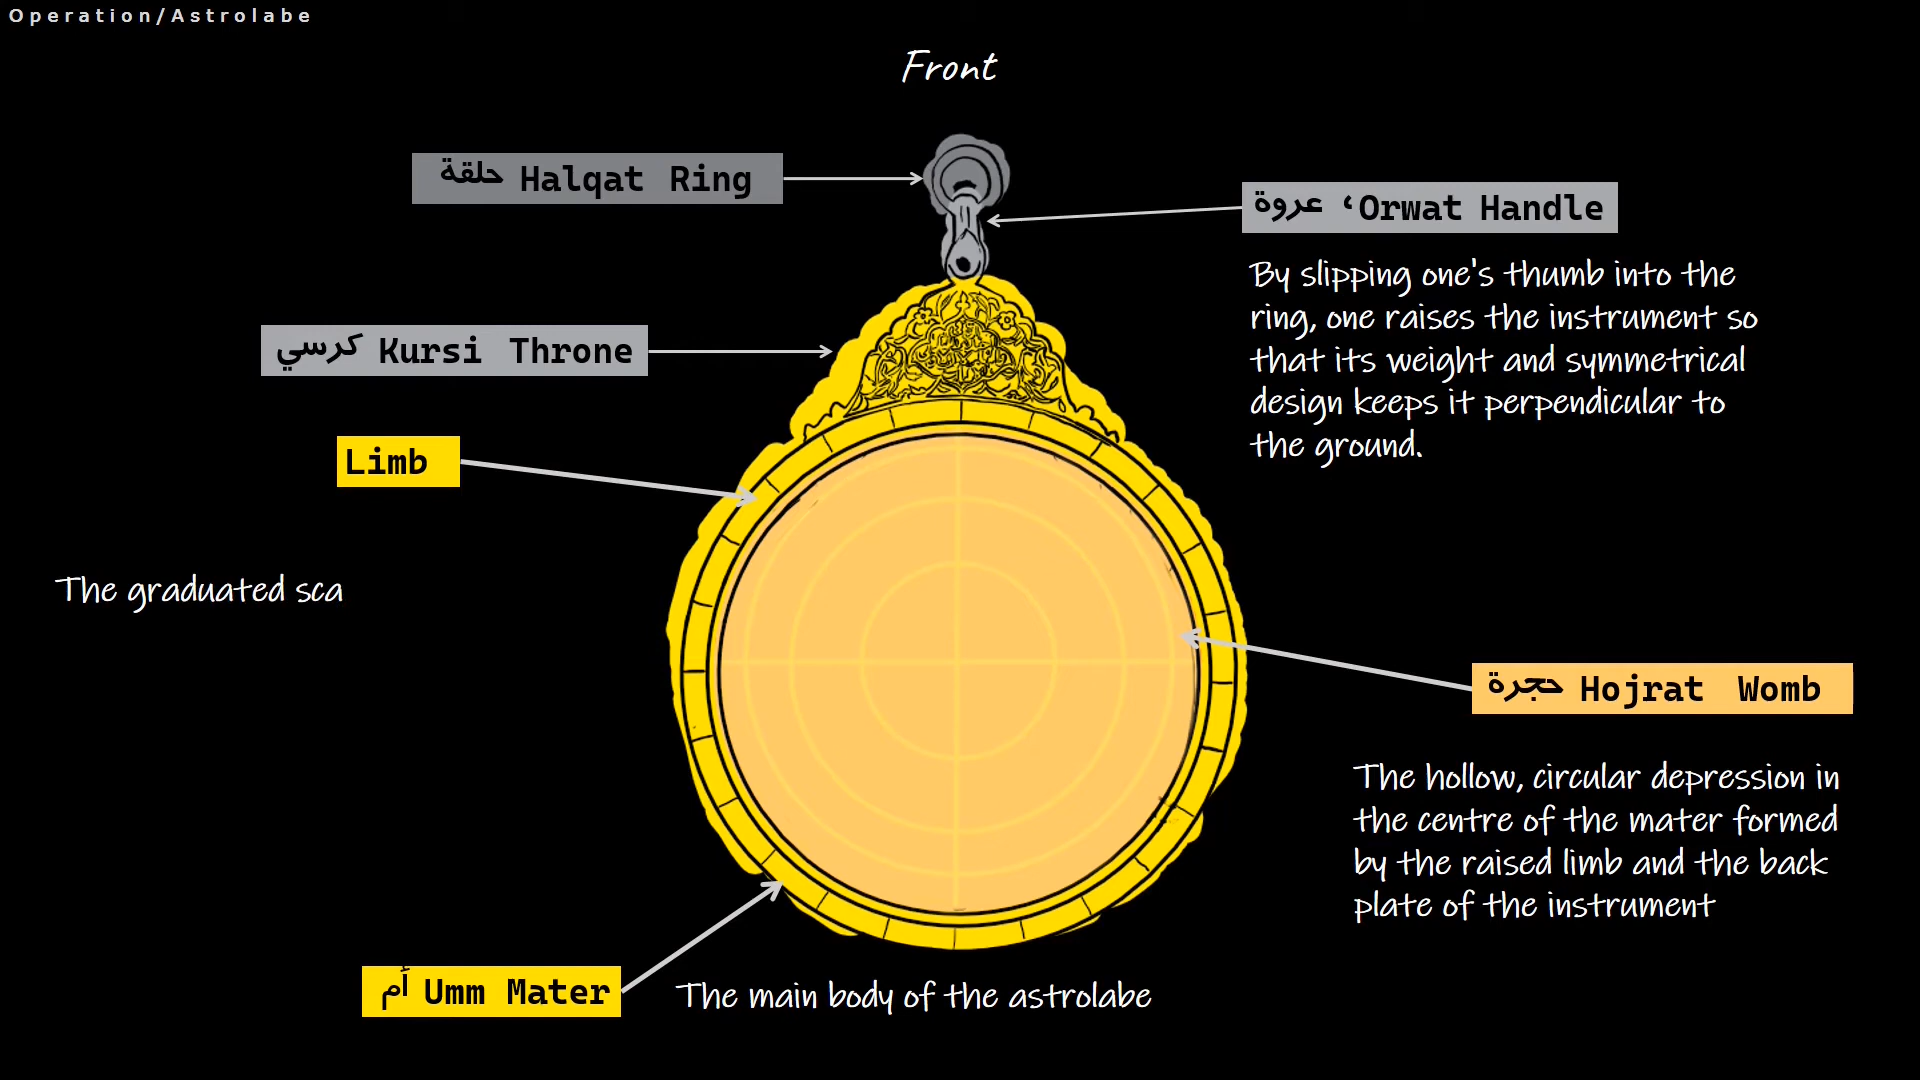 Operation/Astrolabe
Front
حلقة Halqat Ring
عروة ‘Orwat Handle
By slipping one's thumb into the
ring, one raises the instrument so
that its weight and symmetrical
design keeps it perpendicular to
the ground.
كرسي Kursi Throne
Limb
The graduated sca
حجرة Hojrat Womb
The hollow, circular depression in
the centre of the mater formed
by the raised limb and the back
plate of the instrument
أم Umm Mater
The main body of the astrolabe